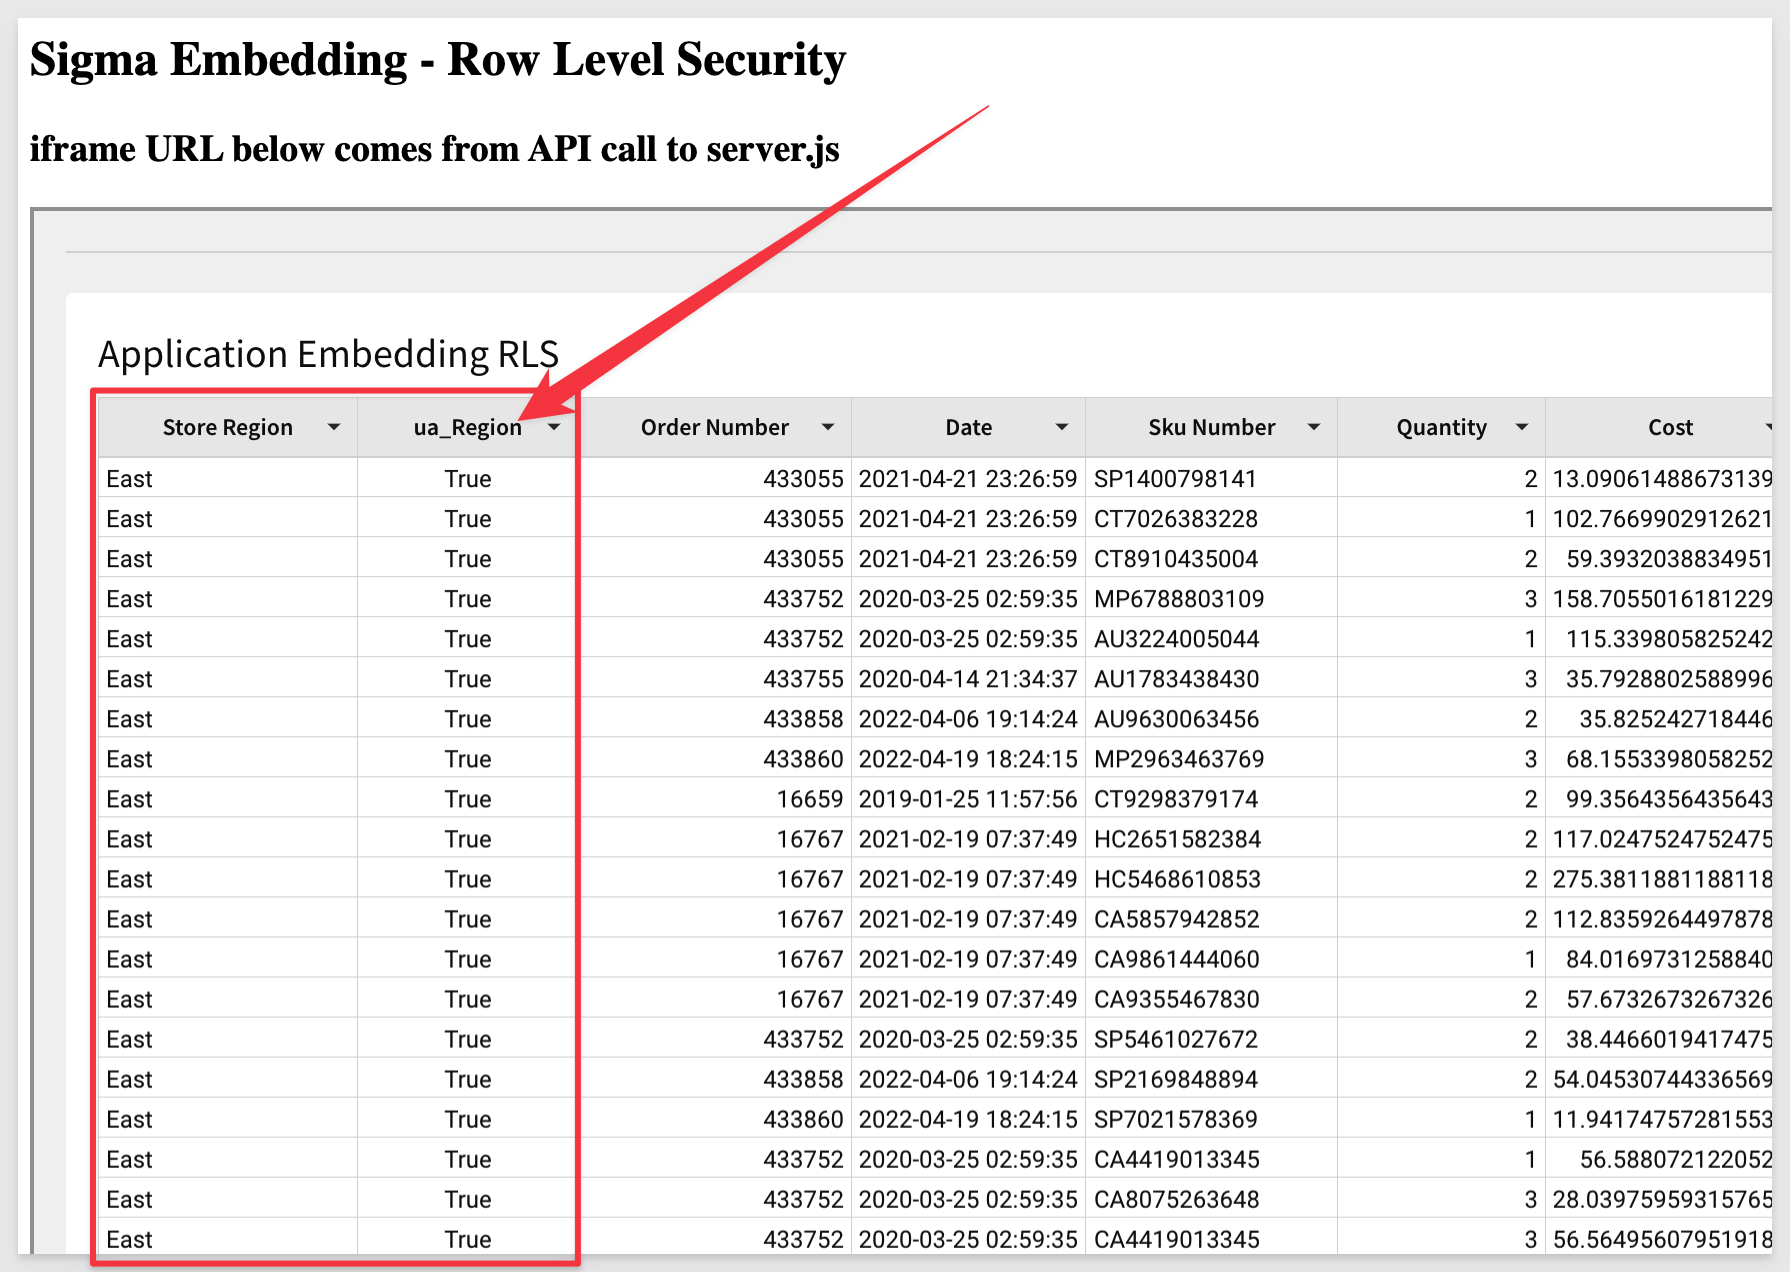 Sigma Embedding - Row Level Security
iframe URL below comes from API call to server.js
Application Embedding RLS
Store Region ua_Region Order Number Date Sku Number Quantity Cost
East True 433055 2021-04-21 23:26:59 SP1400798141 2 13.09061488673139
East True 433055 2021-04-21 23:26:59 CT7026383228 1 102.7669902912621
East True 433055 2021-04-21 23:26:59 CT8910435004 2 59.3932038834951
East True 433752 2020-03-25 02:59:35 MP6788803109 3 158.7055016181229
East True 433752 2020-03-25 02:59:35 AU3224005044 1 115.339805825242
East True 433755 2020-04-14 21:34:37 AU1783438430 3 35.7928802588996
East True 433858 2022-04-06 19:14:24 AU9630063456 2 35.825242718446
East True 433860 2022-04-19 18:24:15 MP2963463769 3 68.1553398058252
East True 16659 2019-01-25 11:57:56 CT9298379174 2 99.3564356435643
East True 16767 2021-02-19 07:37:49 HC2651582384 2 117.0247524752475
East True 16767 2021-02-19 07:37:49 HC5468610853 2 275.3811881188118
East True 16767 2021-02-19 07:37:49 CA5857942852 2 112.8359264497878
East True 16767 2021-02-19 07:37:49 CA9861444060 1 84.0169731258840
East True 16767 2021-02-19 07:37:49 CA9355467830 2 57.6732673267326
East True 433752 2020-03-25 02:59:35 SP5461027672 2 38.4466019417475
East True 433858 2022-04-06 19:14:24 SP2169848894 2 54.04530744336569
East True 433860 2022-04-19 18:24:15 SP7021578369 1 11.941747572815533
East True 433752 2020-03-25 02:59:35 CA4419013345 1 56.588072122052
East True 433752 2020-03-25 02:59:35 CA8075263648 3 28.03975959315765
East True 433752 2020-03-25 02:59:35 CA4419013345 3 56.56495607951918